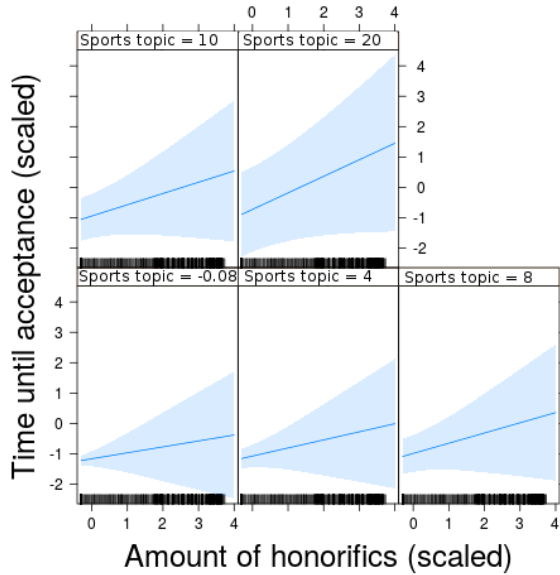 0 1 2 3 4
Sports topic = 10 Sports topic = 20
4
3
2
1
0
-1
-2
Sports topic = -0.08 Sports topic = 4 Sports topic = 8
4
3
2
1
0
-1
-2
0 1 2 3 4 0 1 2 3 4
Time until acceptance (scaled)
Amount of honorifics (scaled)